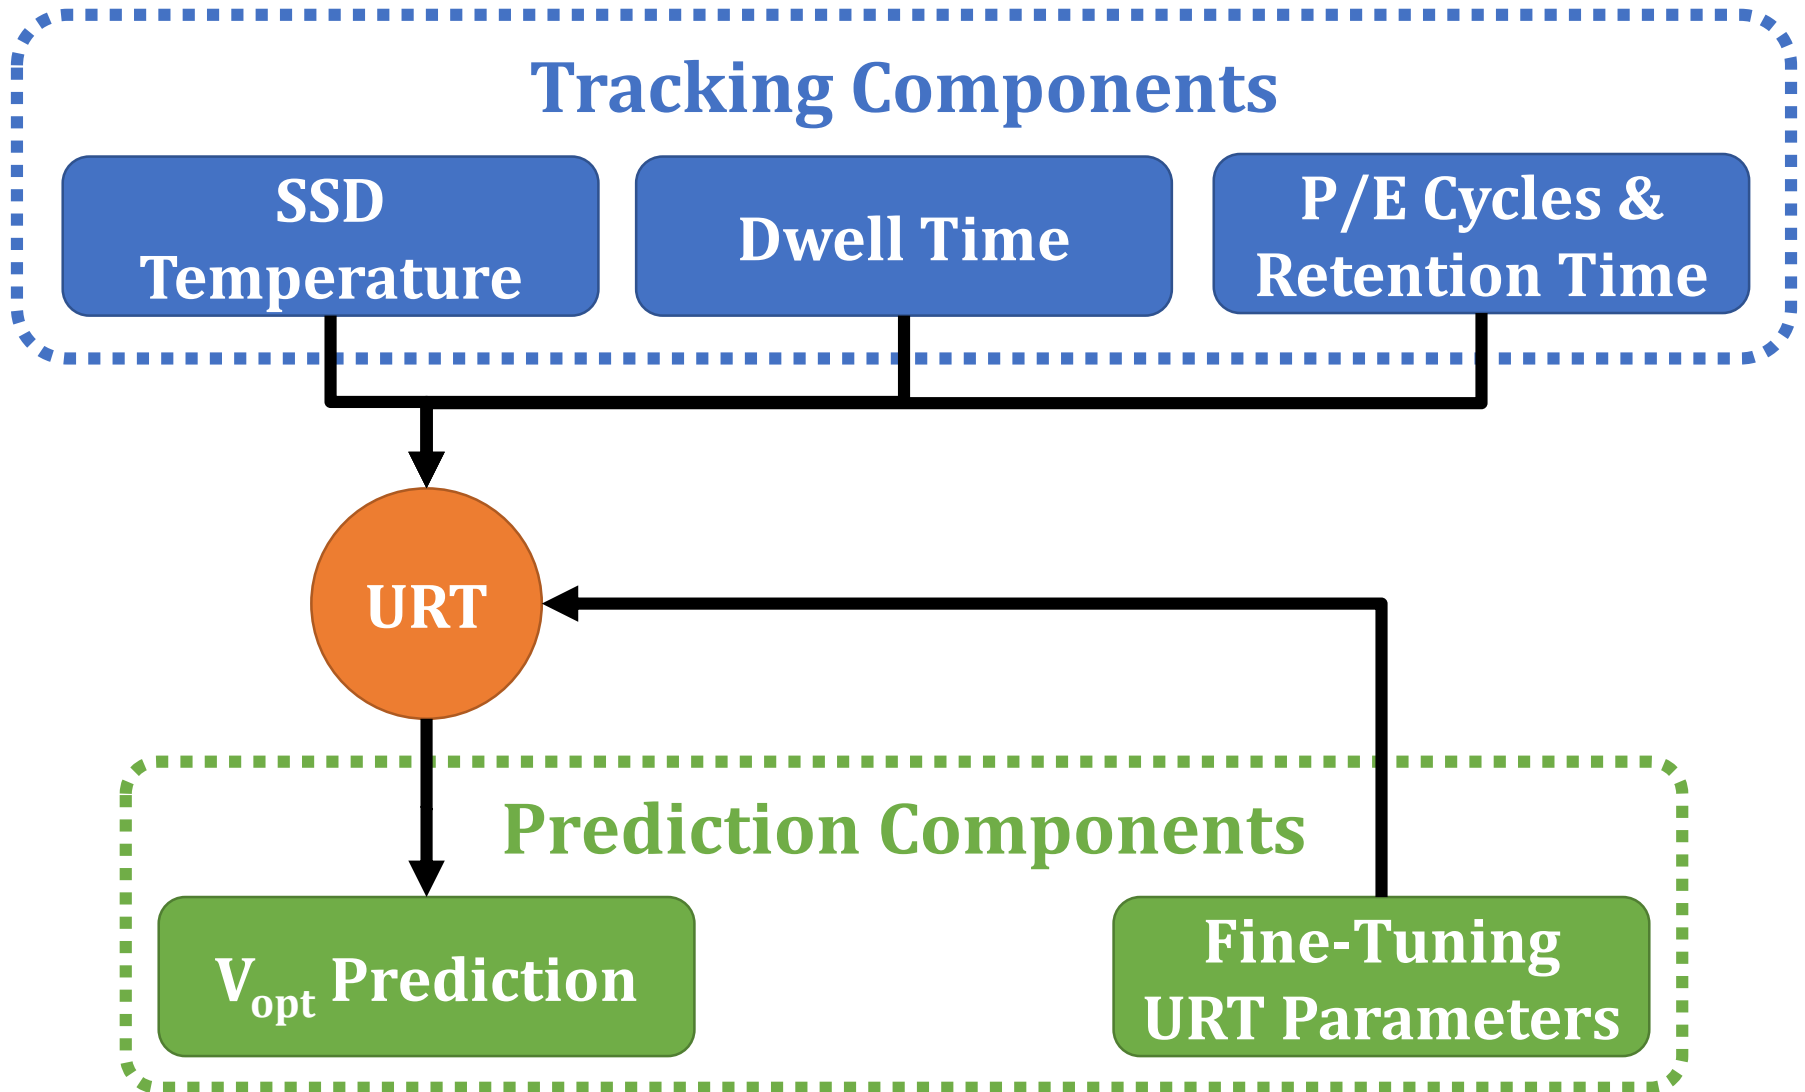 Tracking Components
SSD
Temperature
Dwell Time
P/E Cycles &
Retention Time
URT
Prediction Components
Vopt Prediction
Fine-Tuning
URT Parameters